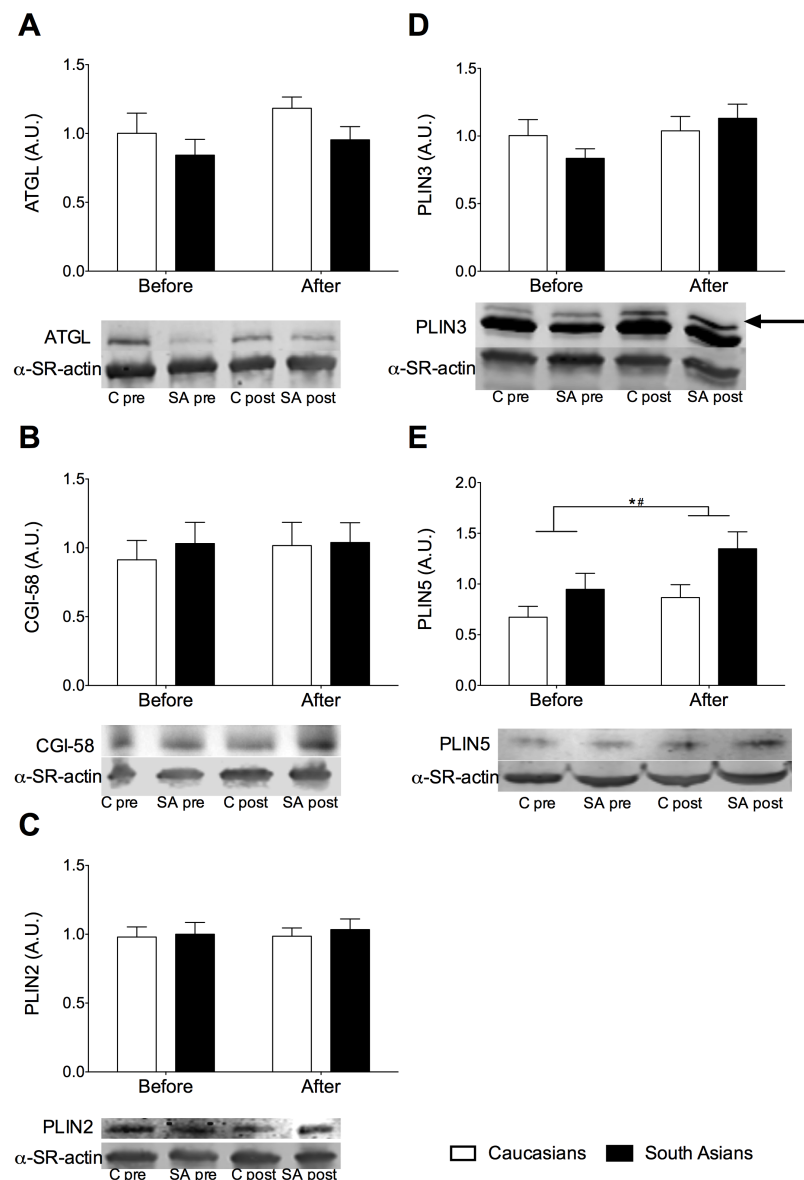 A
ATGL (A.U.)
1.5
1.0
0.5
0.0
Before After
ATGL
α-SR-actin
C pre SA pre C post SA post
B
CGI-58 (A.U.)
1.5
1.0
0.5
0.0
Before After
CGI-58
α-SR-actin
C pre SA pre C post SA post
C
PLIN2 (A.U.)
1.5
1.0
0.5
0.0
Before After
PLIN2
α-SR-actin
C pre SA pre C post SA post
D
PLIN3 (A.U.)
1.5
1.0
0.5
0.0
Before After
PLIN3
α-SR-actin
C pre SA pre C post SA post
E
PLIN5 (A.U.)
2.0
1.5
1.0
0.5
0.0
*#
Before After
PLIN5
α-SR-actin
C pre SA pre C post SA post
Caucasians South Asians